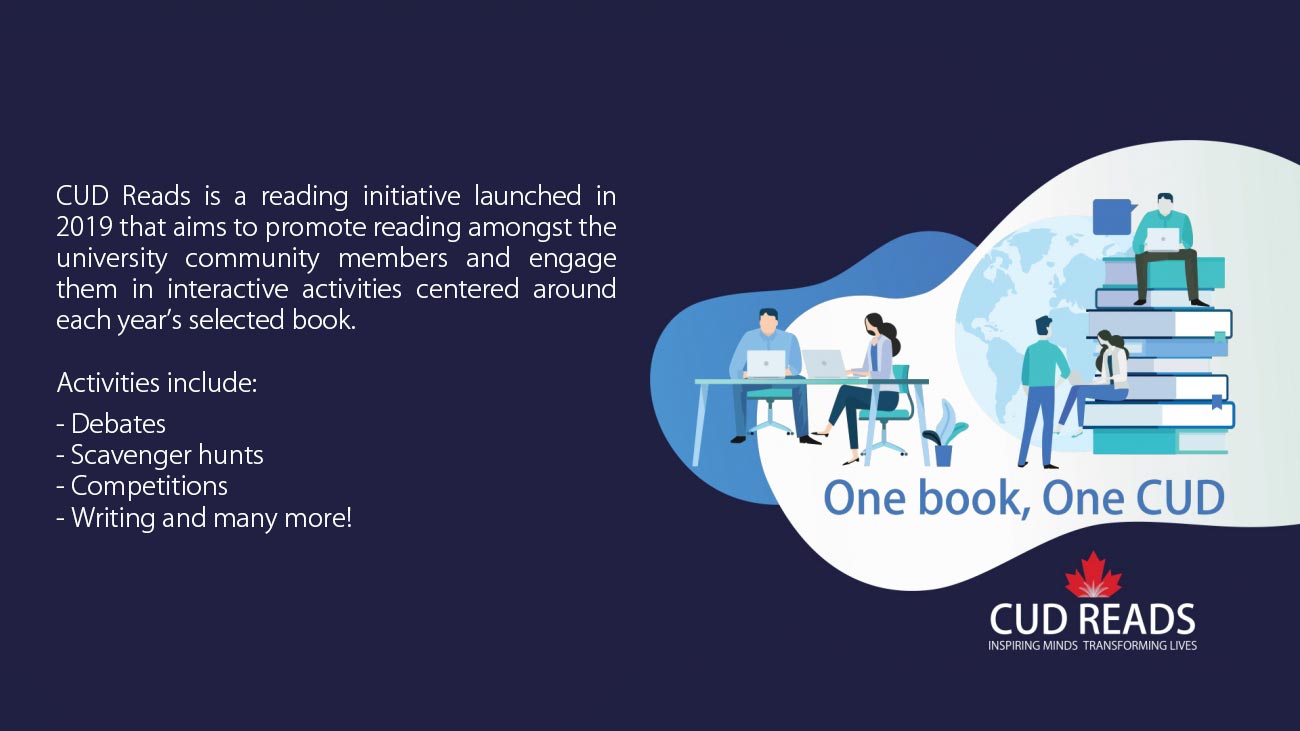 CUD Reads is a reading initiative launched in
2019 that aims to promote reading amongst the
university community members and engage
them in interactive activities centered around
each year’s selected book.
Activities include:
- Debates
- Scavenger hunts
- Competitions
- Writing and many more!
One book, One CUD
CUD READS
INSPIRING MINDS TRANSFORMING LIVES